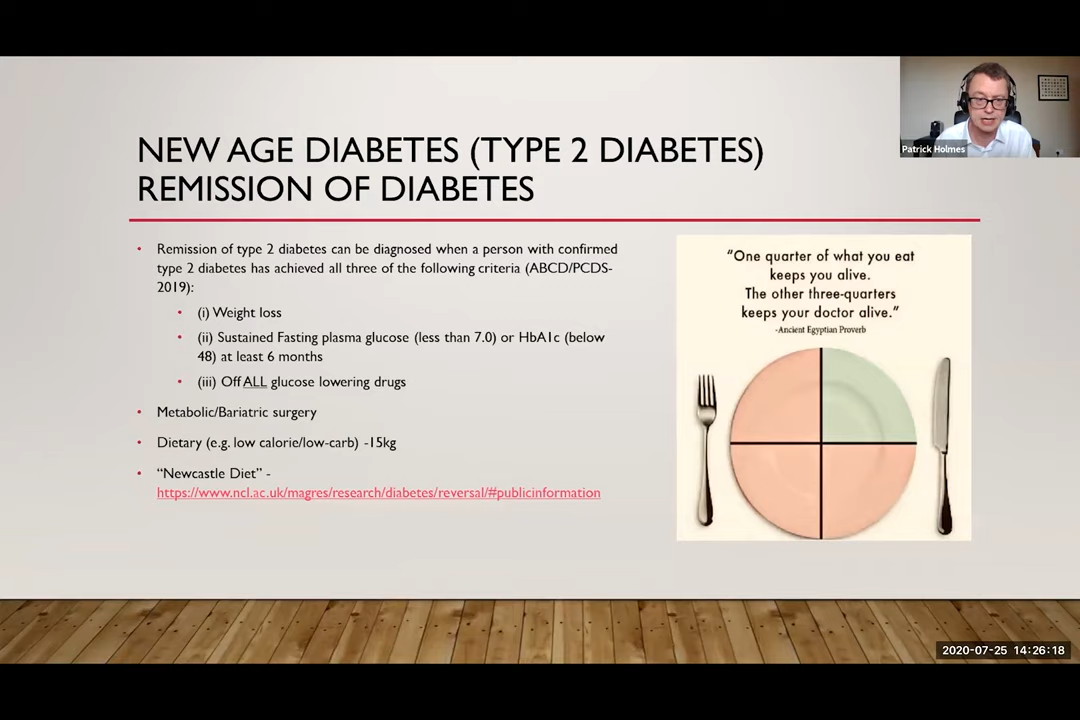 Patrick Holmes
NEW AGE DIABETES (TYPE 2 DIABETES)
REMISSION OF DIABETES
• Remission of type 2 diabetes can be diagnosed when a person with confirmed
type 2 diabetes has achieved all three of the following criteria (ABCD/PCDS-
2019):
• (i) Weight loss
• (ii) Sustained Fasting plasma glucose (less than 7.0) or HbA1c (below
48) at least 6 months
• (iii) Off ALL glucose lowering drugs
• Metabolic/Bariatric surgery
• Dietary (e.g. low calorie/low-carb) -15kg
• “Newcastle Diet” -
https://www.ncl.ac.uk/magres/research/diabetes/reversal/#publicinformation
“One quarter of what you eat
keeps you alive.
The other three-quarters
keeps your doctor alive.”
-Ancient Egyptian Proverb
2020-07-25 14:26:18